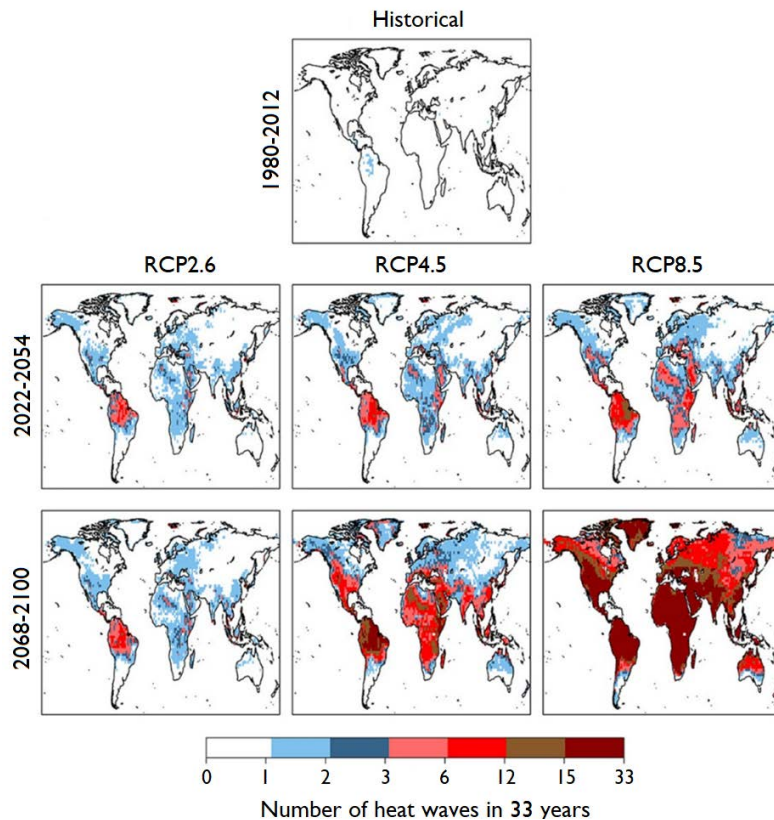 Historical
1980-2012
RCP2.6 RCP4.5 RCP8.5
2022-2054
2068-2100
0 1 2 3 6 12 15 33
Number of heat waves in 33 years